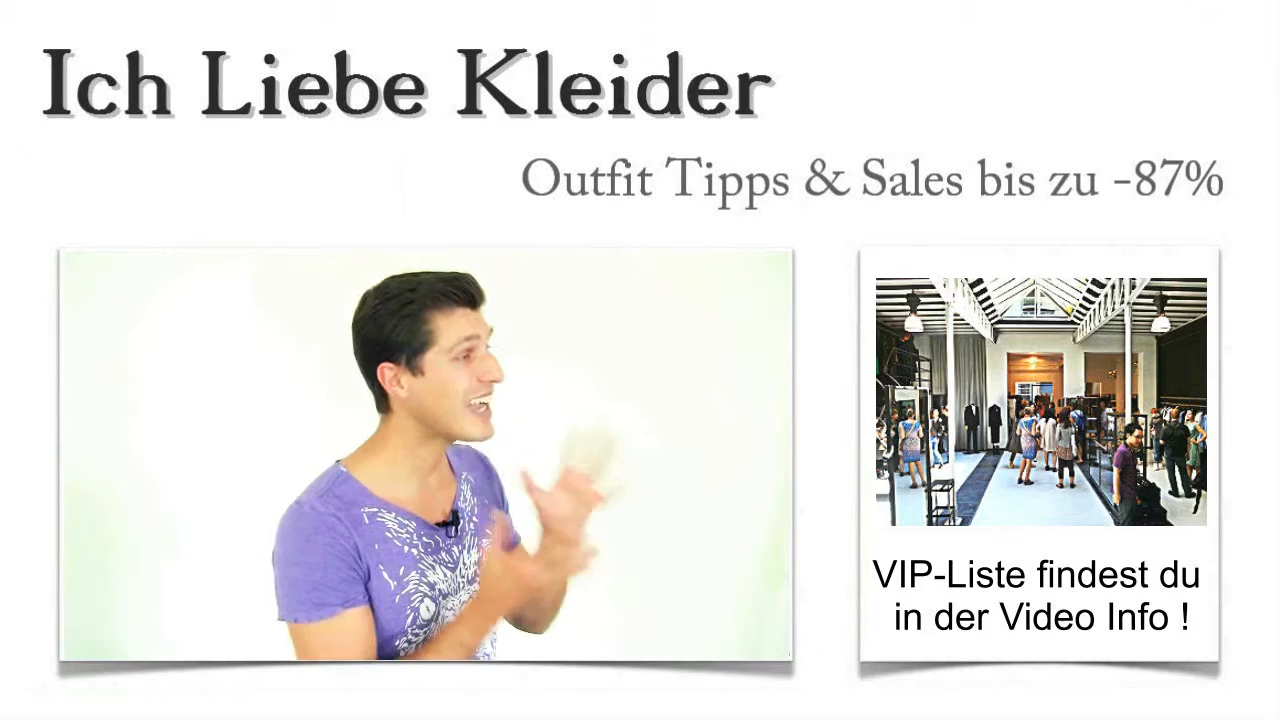 Ich Liebe Kleider
Outfit Tipps & Sales bis zu -87%
VIP-Liste findest du
in der Video Info !